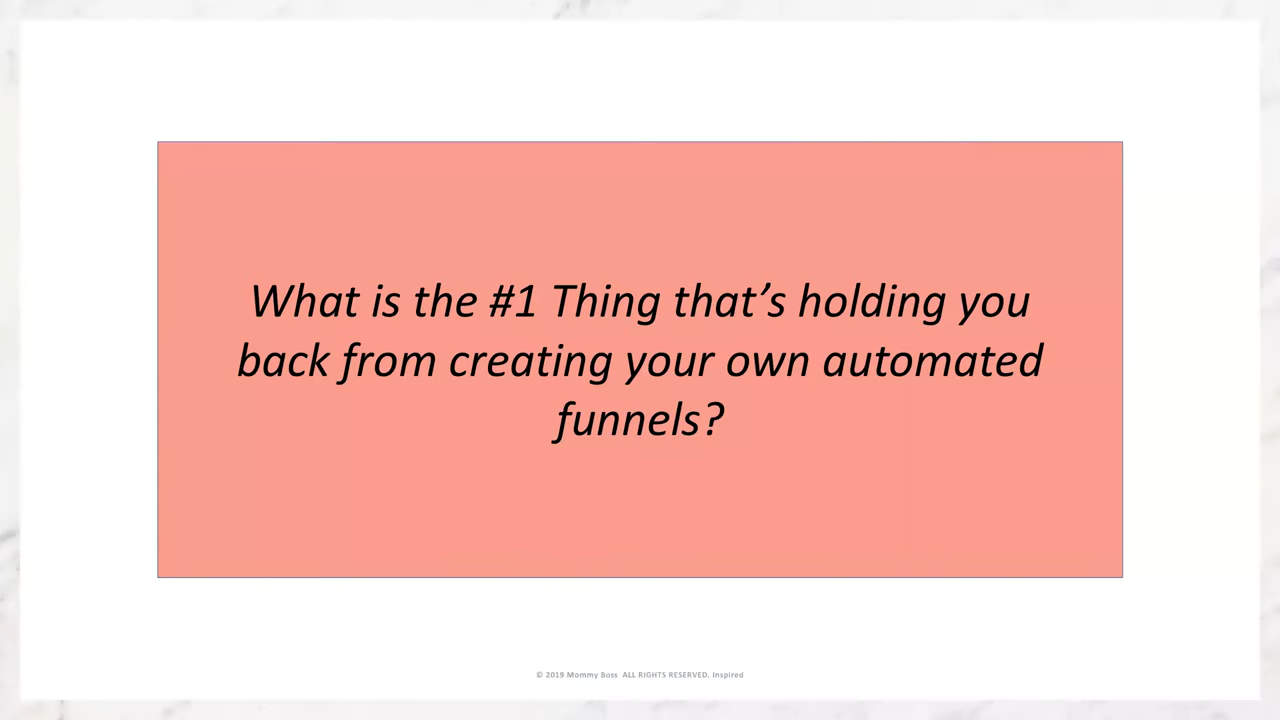 What is the #1 Thing that’s holding you
back from creating your own automated
funnels?
© 2019 Mommy Boss ALL RIGHTS RESERVED. Inspired